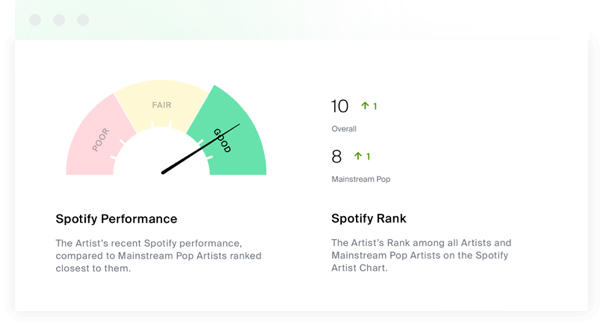 POOR
FAIR
GOOD
Spotify Performance
The Artist's recent Spotify performance,
compared to Mainstream Pop Artists ranked
closest to them.
10 ↑ 1
Overall
8 ↑ 1
Mainstream Pop
Spotify Rank
The Artist's Rank among all Artists and
Mainstream Pop Artists on the Spotify
Artist Chart.